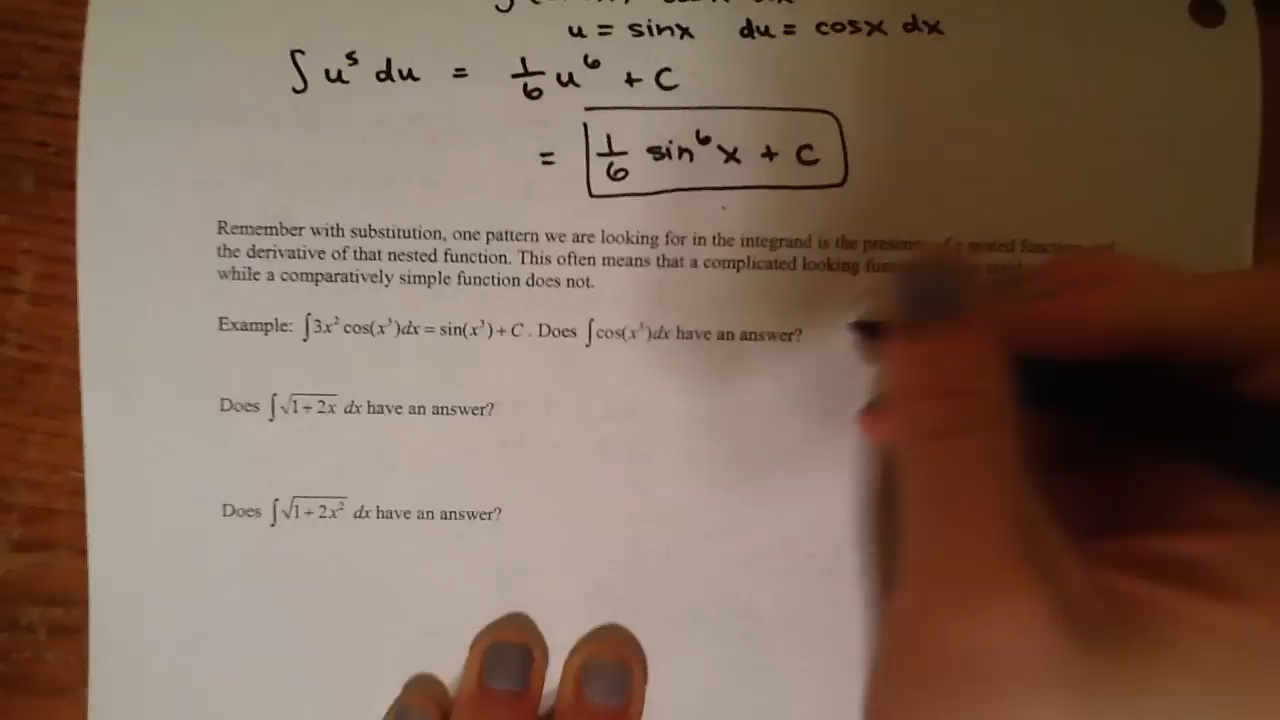 u = sinx du = cosx dx
∫ u⁵ du = 1/6 u⁶ + C
= 1/6 sin⁶ x + C
Remember with substitution, one pattern we are looking for in the integrand is the
the derivative of that nested function. This often means that a complicated looking
while a comparatively simple function does not.
Example: ∫3x² cos(x³)dx = sin(x³) + C . Does ∫cos(x³)dx have an answer?
Does ∫√(1+2x) dx have an answer?
Does ∫√(1+2x²) dx have an answer?